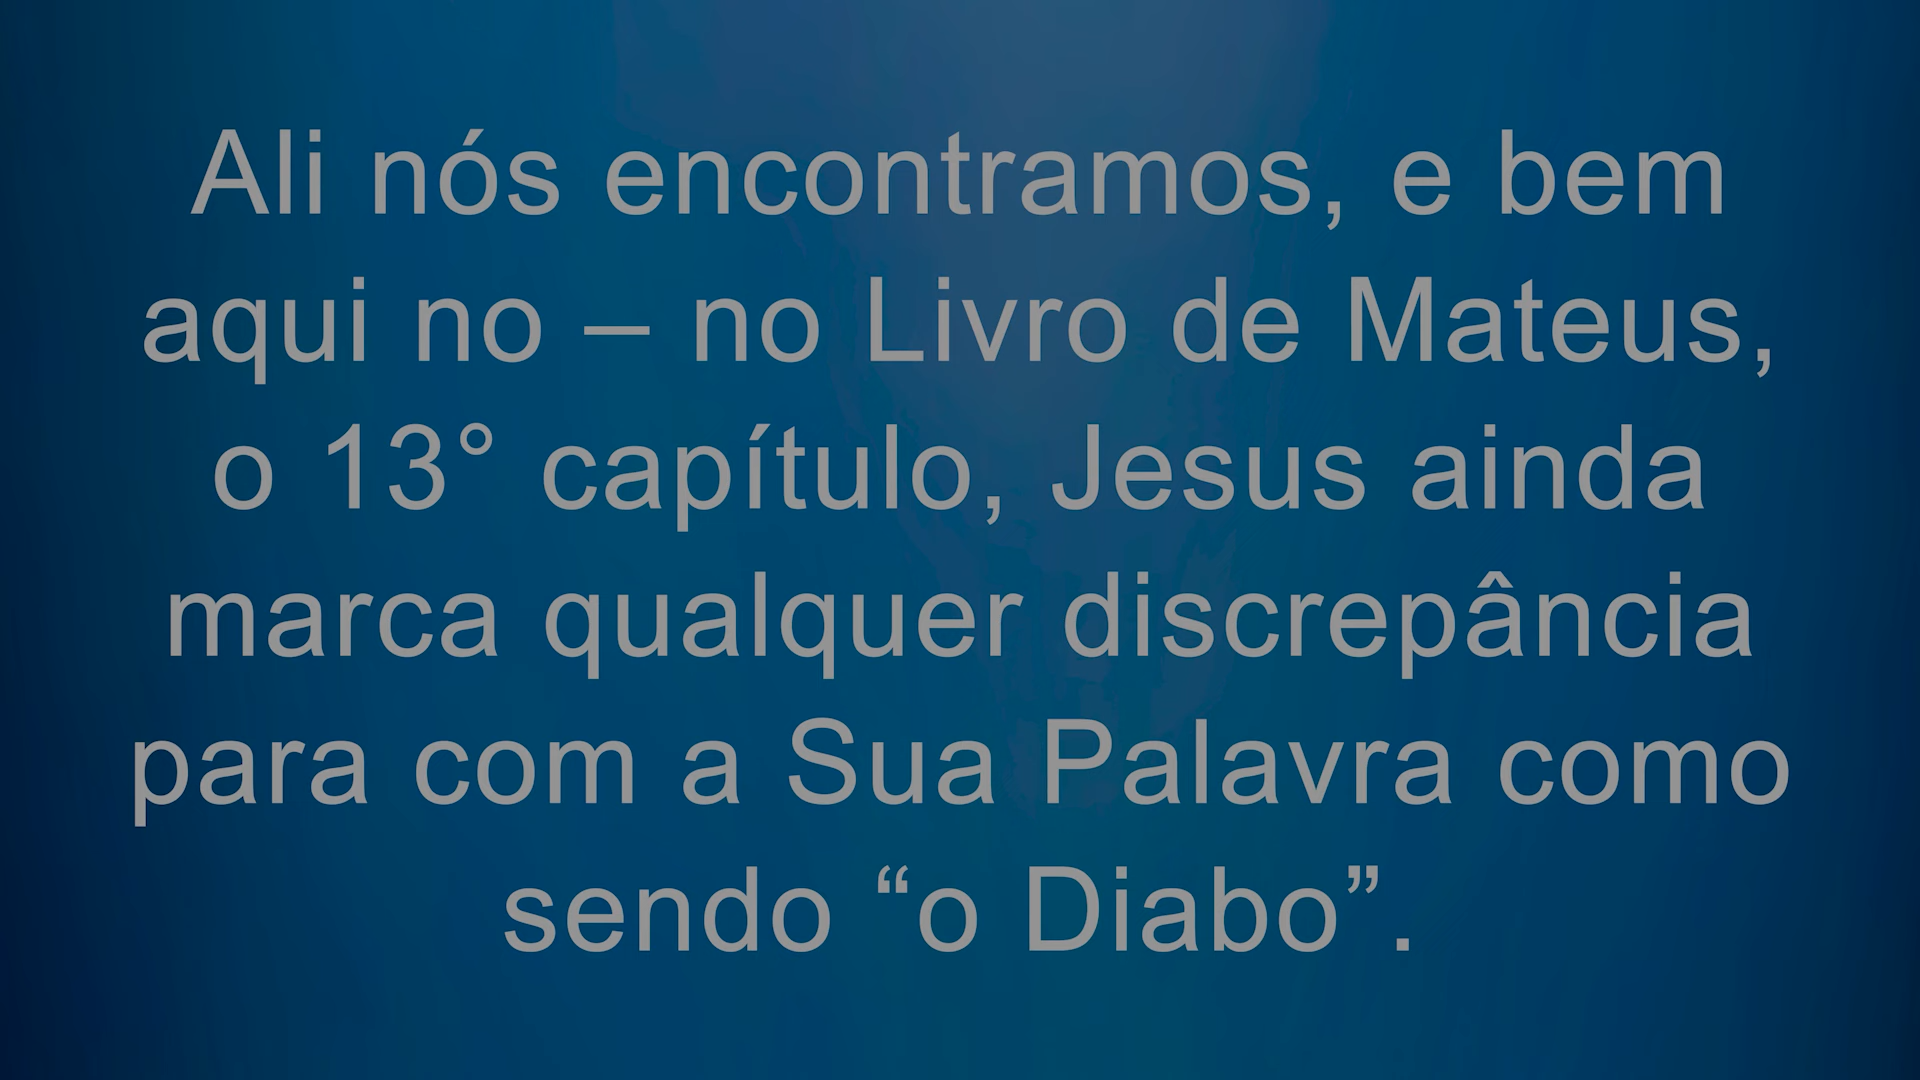 Ali nós encontramos, e bem
aqui no – no Livro de Mateus,
o 13° capítulo, Jesus ainda
marca qualquer discrepância
para com a Sua Palavra como
sendo “o Diabo”.